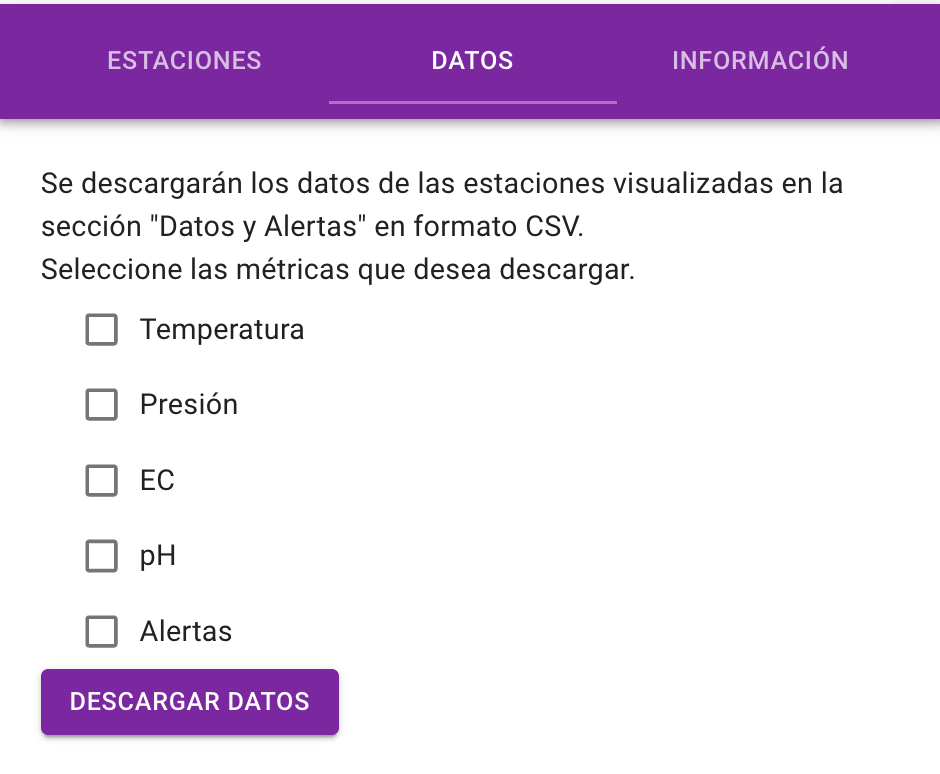 ESTACIONES DATOS INFORMACIÓN
Se descargarán los datos de las estaciones visualizadas en la
sección "Datos y Alertas" en formato CSV.
Seleccione las métricas que desea descargar.
Temperatura
Presión
EC
pH
Alertas
DESCARGAR DATOS